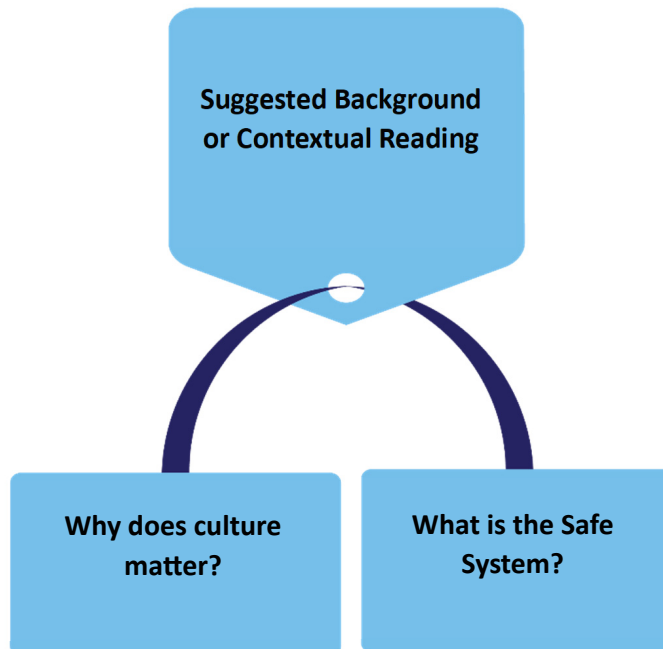 Suggested Background
or Contextual Reading
Why does culture
matter?
What is the Safe
System?